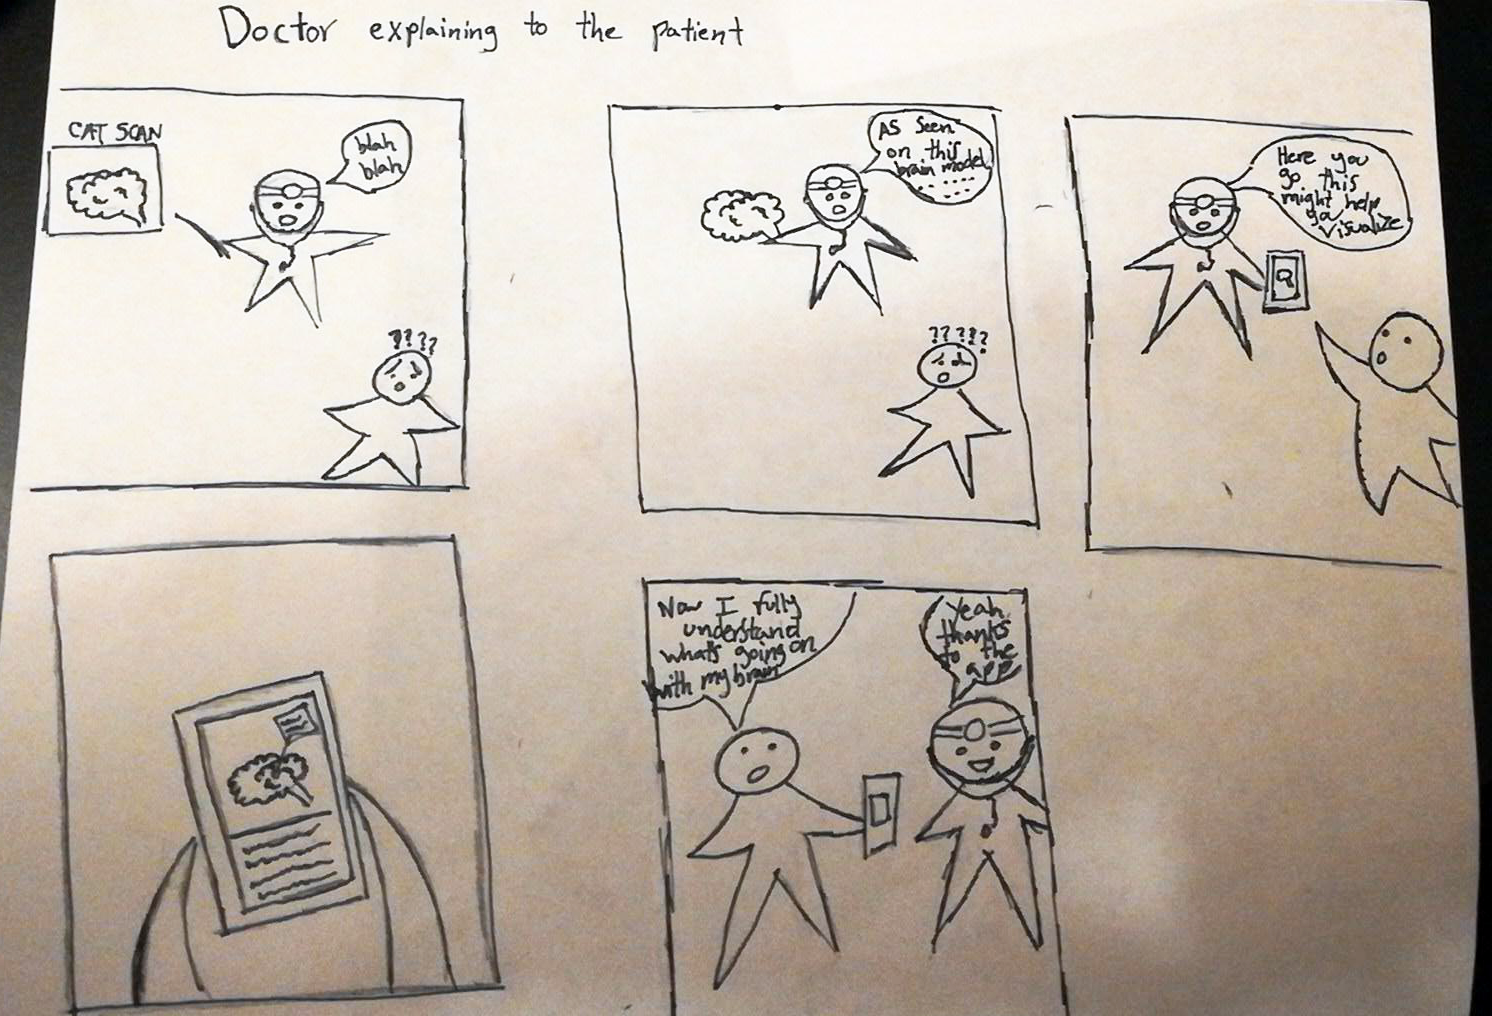 Doctor explaining to the patient
CAT SCAN
blah
blah
????
AS Seen
on this
brain model
?????
Here you
go this
might help
you
visualize
Now I fully
understand
whats going on
with my brain
Yeah
thanks
to the
app